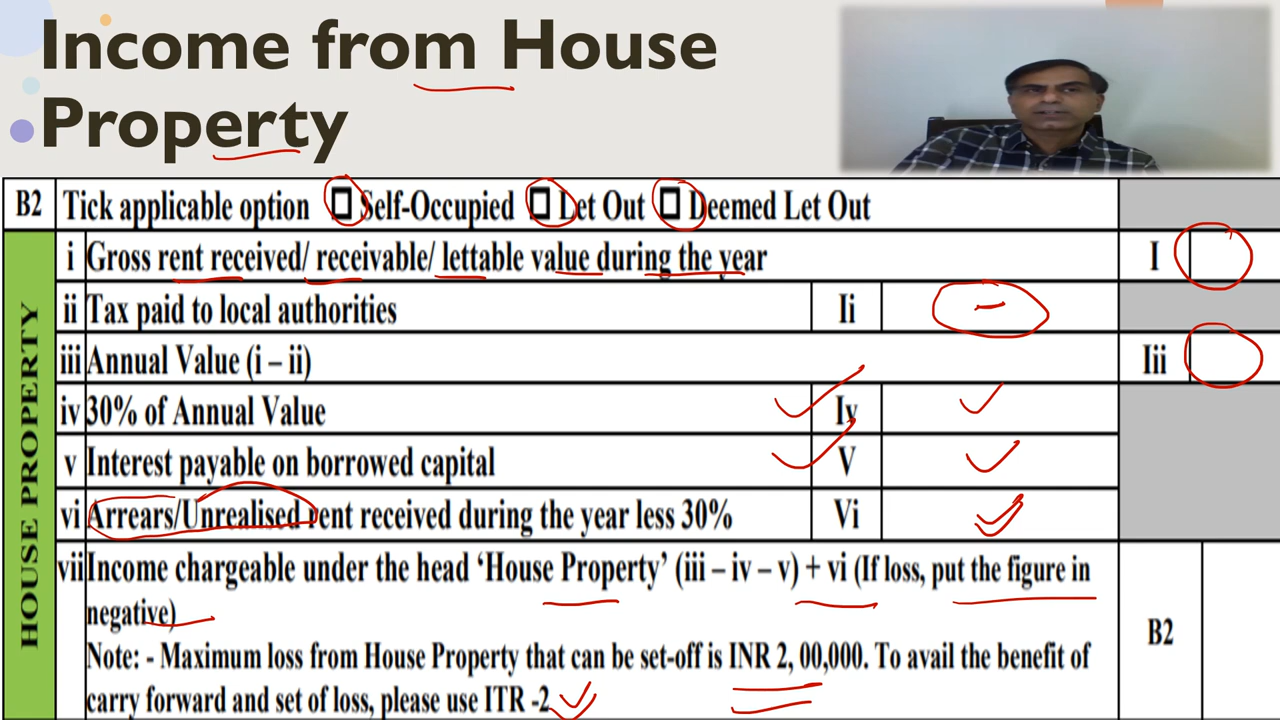 Income from House
Property
B2 Tick applicable option Self-Occupied Let Out Deemed Let Out
HOUSE PROPERTY
i Gross rent received/ receivable/ lettable value during the year I
ii Tax paid to local authorities Ii
iii Annual Value (i – ii) Iii
iv 30% of Annual Value Iv
v Interest payable on borrowed capital V
vi Arrears/Unrealised rent received during the year less 30% Vi
vii Income chargeable under the head ‘House Property’ (iii – iv – v) + vi (If loss, put the figure in
negative)
Note: - Maximum loss from House Property that can be set-off is INR 2, 00,000. To avail the benefit of
carry forward and set of loss, please use ITR -2
B2